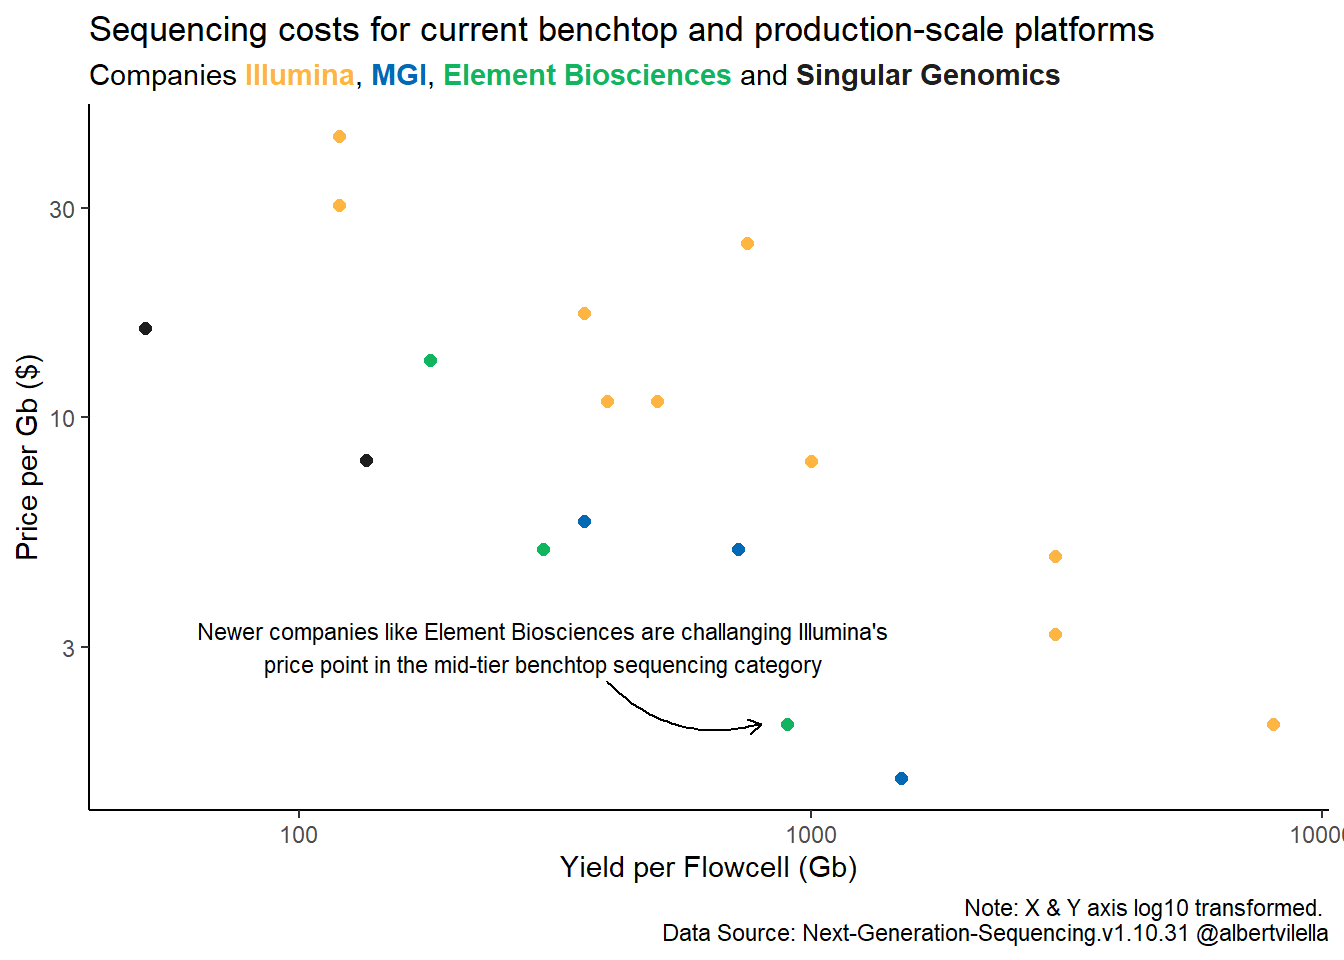 Sequencing costs for current benchtop and production-scale platforms
Companies Illumina, MGI, Element Biosciences and Singular Genomics
30
10
3
Price per Gb ($)
Newer companies like Element Biosciences are challanging Illumina's
price point in the mid-tier benchtop sequencing category
100
1000
10000
Yield per Flowcell (Gb)
Note: X & Y axis log10 transformed.
Data Source: Next-Generation-Sequencing.v1.10.31 @albertvilella